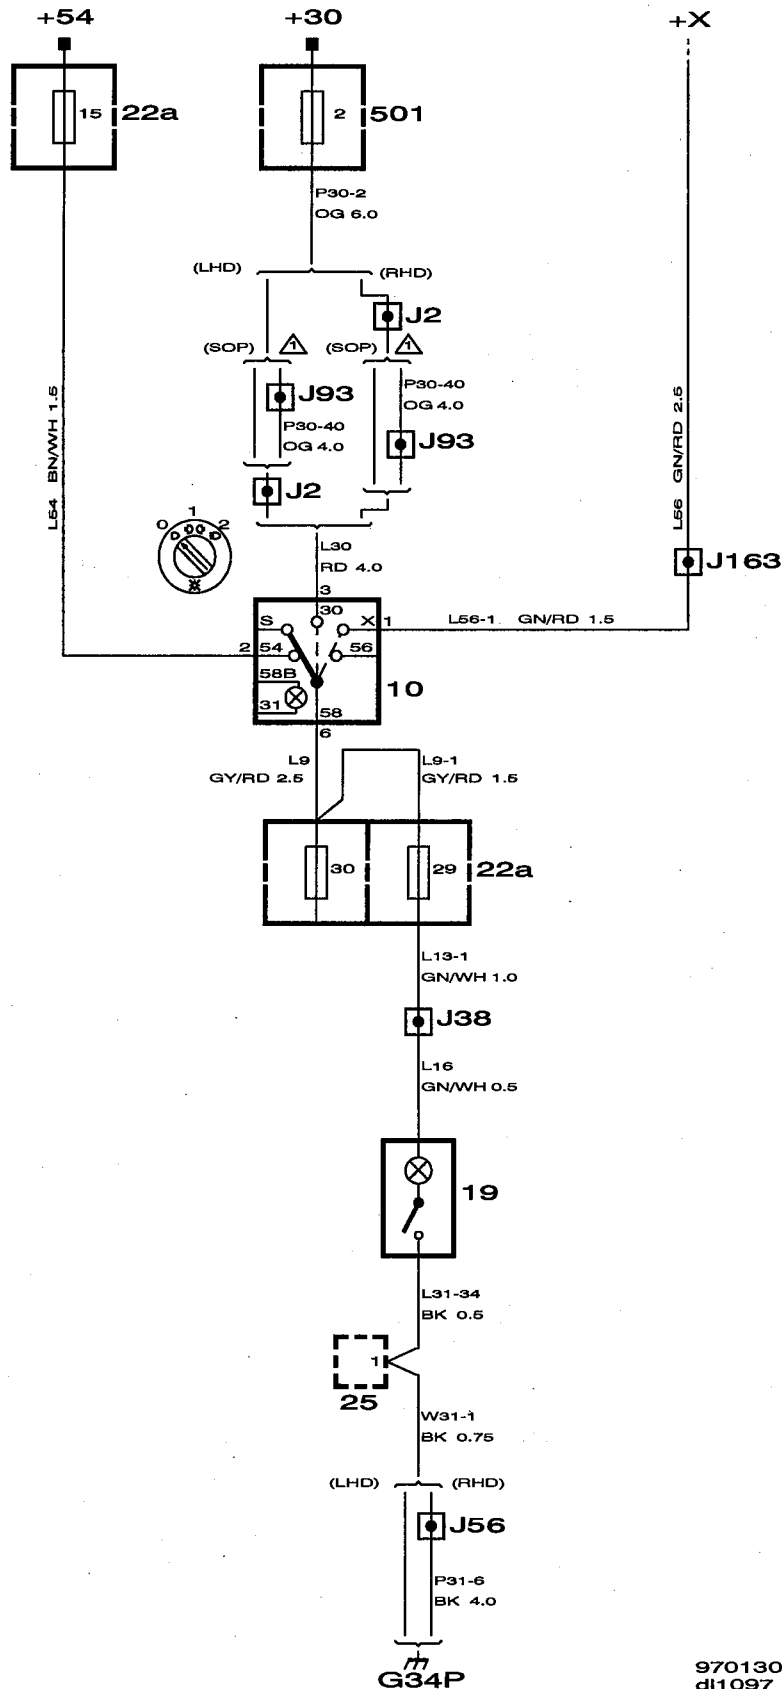 +54
+30
+X
15
22a
2
501
P30-2
OG 6.0
(LHD)
(RHD)
J2
(SOP)
1
(SOP)
1
J93
P30-40
OG 4.0
P30-40
OG 4.0
J93
J2
L54 BN/WH 1.5
L56 GN/RD 2.5
0
1
2
L30
RD 4.0
J163
3
30
S
X
1
L56-1 GN/RD 1.5
2
54
56
58B
31
58
10
6
L9
GY/RD 2.5
L9-1
GY/RD 1.5
30
29
22a
L13-1
GN/WH 1.0
J38
L16
GN/WH 0.5
19
L31-34
BK 0.5
1
25
W31-1
BK 0.75
(LHD)
(RHD)
J56
P31-6
BK 4.0
G34P
970130
dl1097